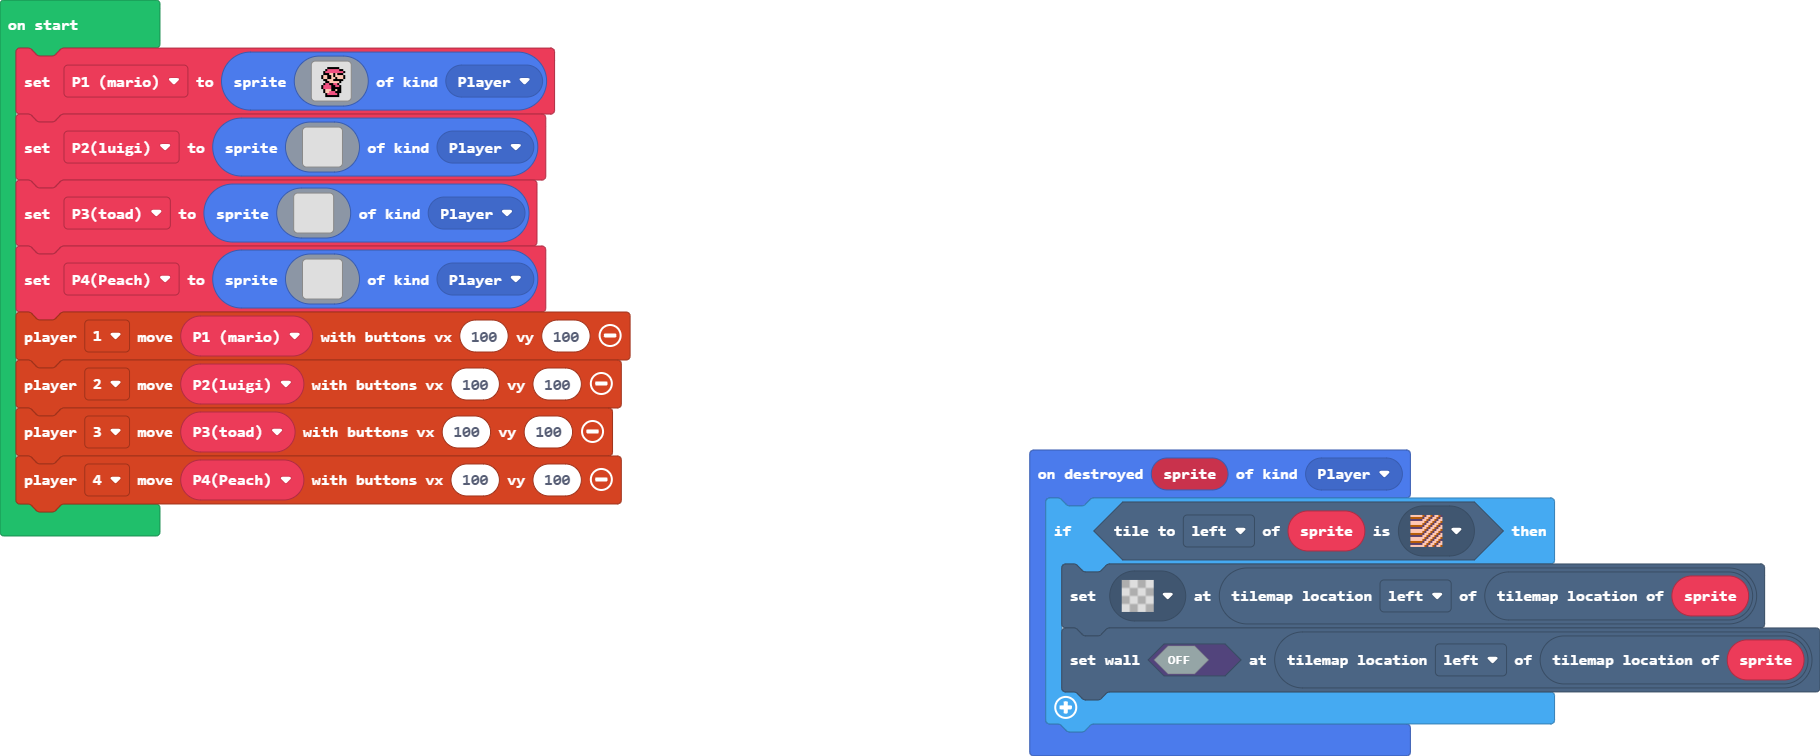 on start
set P1 (mario) to sprite of kind Player
set P2(luigi) to sprite of kind Player
set P3(toad) to sprite of kind Player
set P4(Peach) to sprite of kind Player
player 1 move P1 (mario) with buttons vx 100 vy 100
player 2 move P2(luigi) with buttons vx 100 vy 100
player 3 move P3(toad) with buttons vx 100 vy 100
player 4 move P4(Peach) with buttons vx 100 vy 100
on destroyed sprite of kind Player
if tile to left of sprite is then
set at tilemap location left of tilemap location of sprite
set wall OFF at tilemap location left of tilemap location of sprite